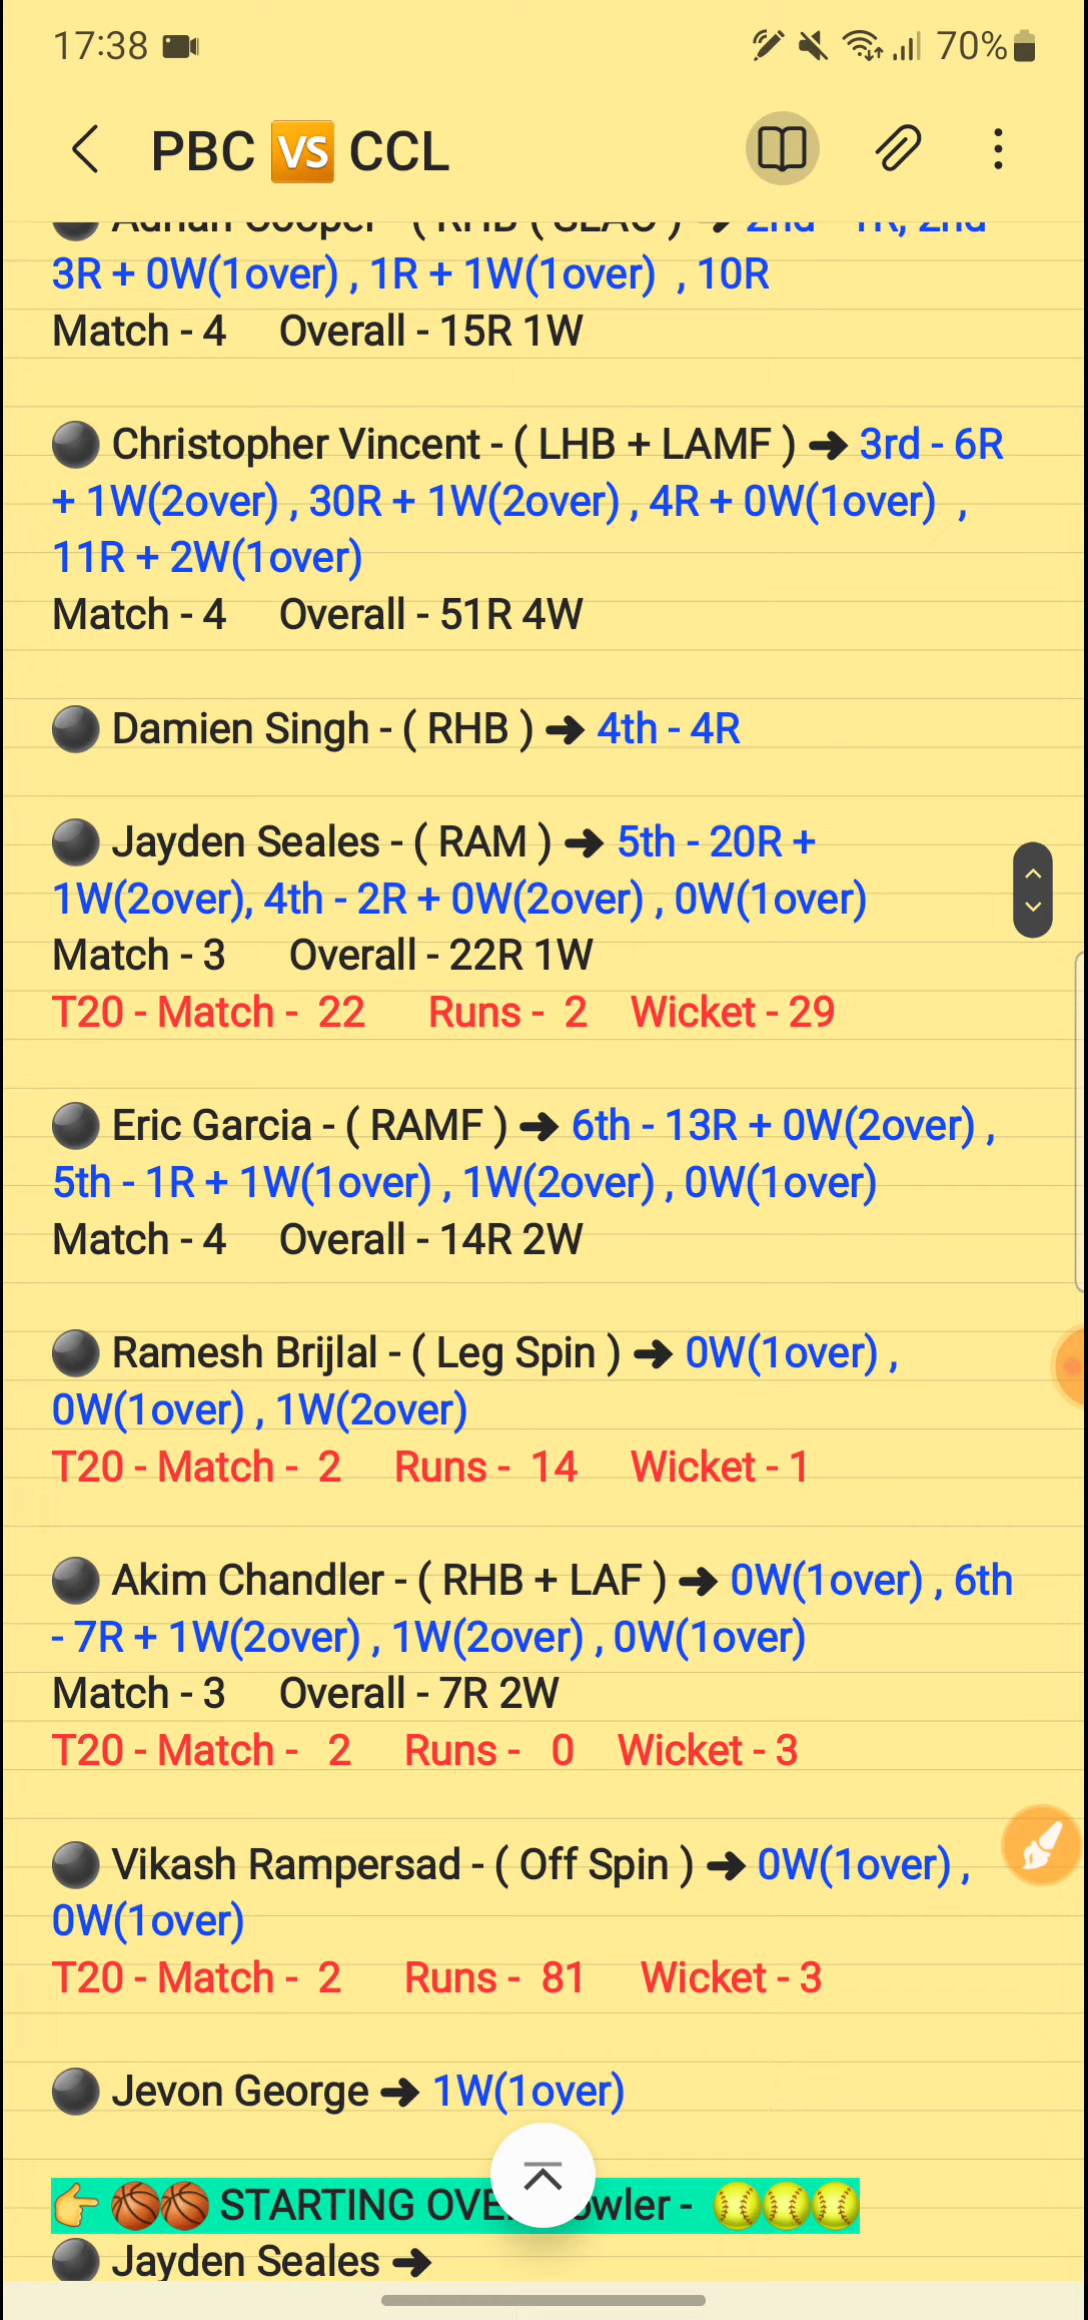 17:38 70%
PBC VS CCL
Adrian Cooper - ( RHB ( SLAO ) → 2nd - 1R, 2nd
3R + 0W(1over) , 1R + 1W(1over) , 10R
Match - 4 Overall - 15R 1W
Christopher Vincent - ( LHB + LAMF ) → 3rd - 6R
+ 1W(2over) , 30R + 1W(2over) , 4R + 0W(1over) ,
11R + 2W(1over)
Match - 4 Overall - 51R 4W
Damien Singh - ( RHB ) → 4th - 4R
Jayden Seales - ( RAM ) → 5th - 20R +
1W(2over), 4th - 2R + 0W(2over) , 0W(1over)
Match - 3 Overall - 22R 1W
T20 - Match - 22 Runs - 2 Wicket - 29
Eric Garcia - ( RAMF ) → 6th - 13R + 0W(2over) ,
5th - 1R + 1W(1over) , 1W(2over) , 0W(1over)
Match - 4 Overall - 14R 2W
Ramesh Brijlal - ( Leg Spin ) → 0W(1over) ,
0W(1over) , 1W(2over)
T20 - Match - 2 Runs - 14 Wicket - 1
Akim Chandler - ( RHB + LAF ) → 0W(1over) , 6th
- 7R + 1W(2over) , 1W(2over) , 0W(1over)
Match - 3 Overall - 7R 2W
T20 - Match - 2 Runs - 0 Wicket - 3
Vikash Rampersad - ( Off Spin ) → 0W(1over) ,
0W(1over)
T20 - Match - 2 Runs - 81 Wicket - 3
Jevon George → 1W(1over)
STARTING -
Jayden Seales →